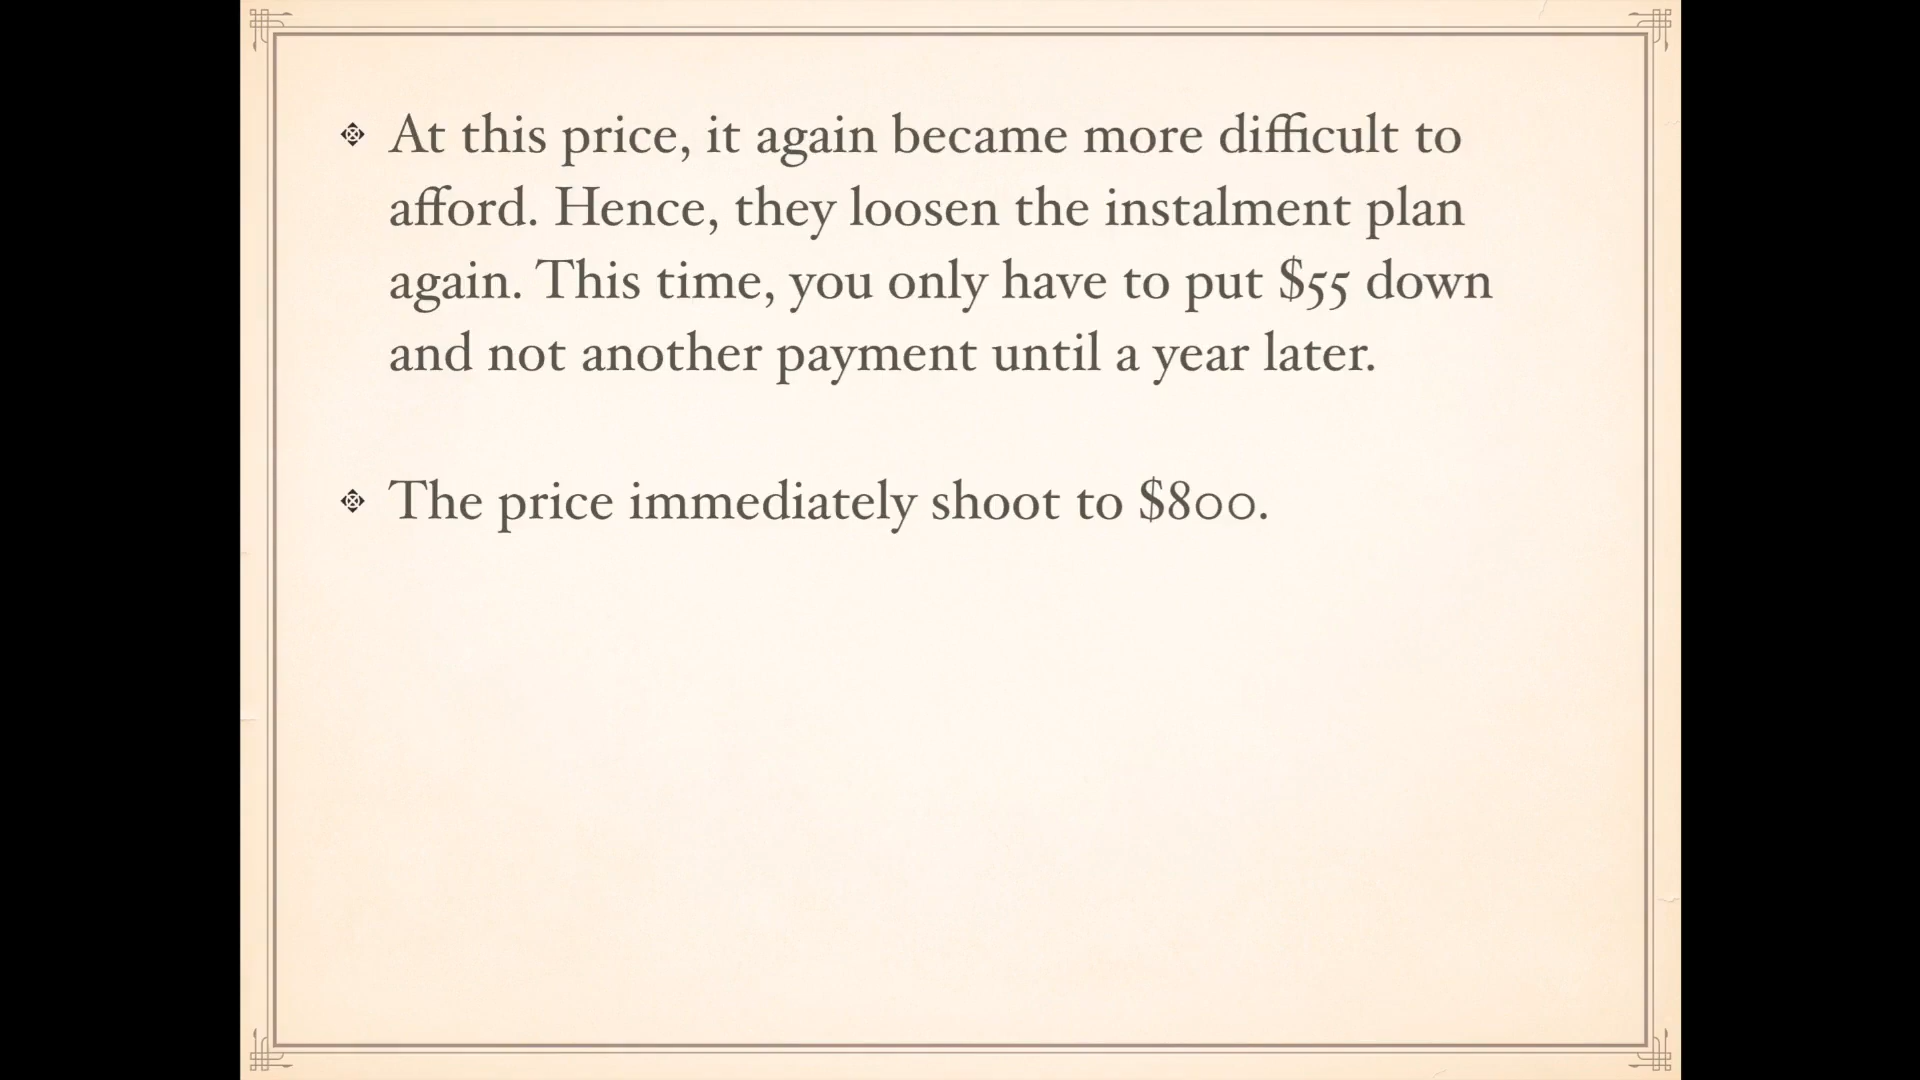 At this price, it again became more difficult to
afford. Hence, they loosen the instalment plan
again. This time, you only have to put $55 down
and not another payment until a year later.
The price immediately shoot to $800.